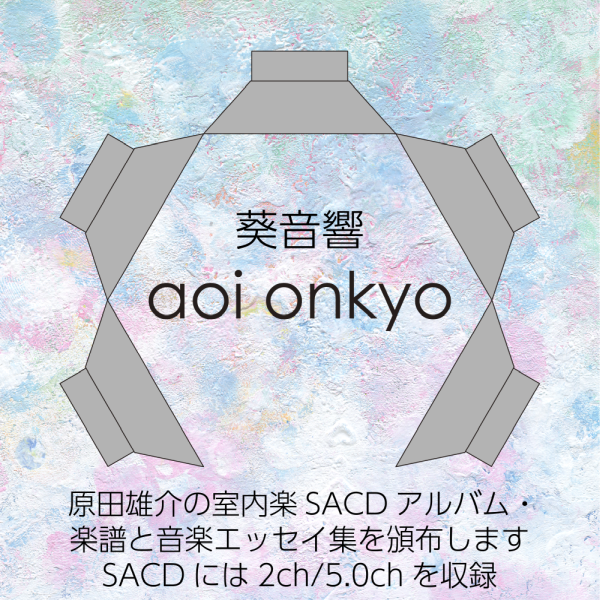 葵音響
aoi onkyo
原田雄介の室内楽 SACD アルバム・
楽譜と音楽エッセイ集を頒布します
SACD には 2ch/5.0ch を収録